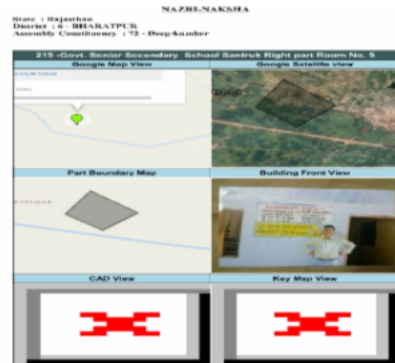 NAZRI-NAKSHA
State : Rajasthan
District : 6 - BHARATPUR
Assembly Constituency : 72 - Deeg-kumher
215 -Govt. Senior Secondary School Santruk Right part Room No. 5
Google Map View
Google Satellite view
Part Boundary Map
Building Front View
CAD View
Key Map View